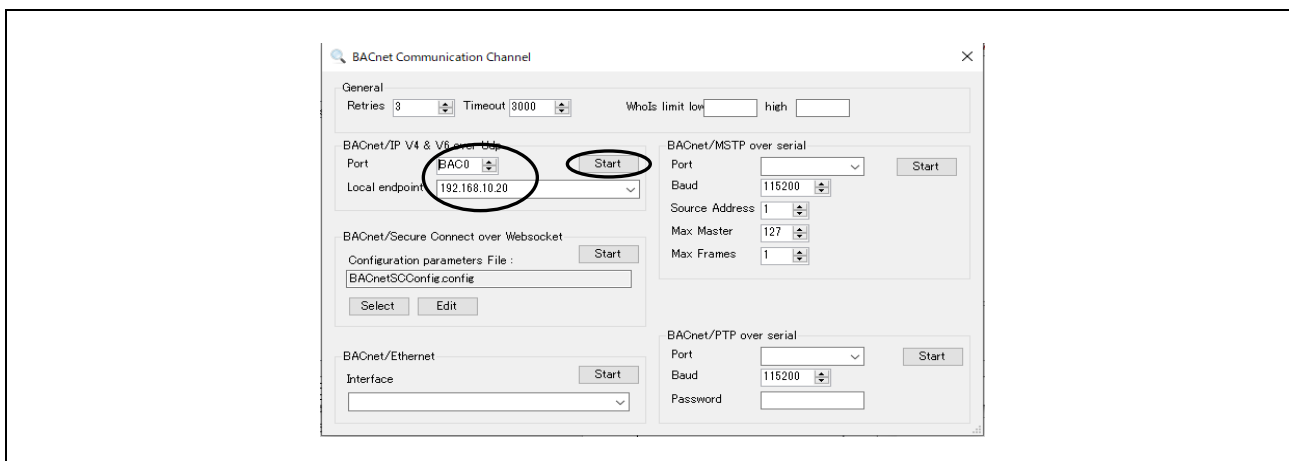 BACnet Communication Channel
General
Retries 3 Timeout 3000 WhoIs limit low high
BACnet/IP V4 & V6 over Udp
Port BAC0 Start
Local endpoint 192.168.10.20
BACnet/Secure Connect over Websocket
Configuration parameters File : Start
BACnetSCConfig.config
Select Edit
BACnet/Ethernet
Interface Start
BACnet/MSTP over serial
Port Start
Baud 115200
Source Address 1
Max Master 127
Max Frames 1
BACnet/PTP over serial
Port Start
Baud 115200
Password